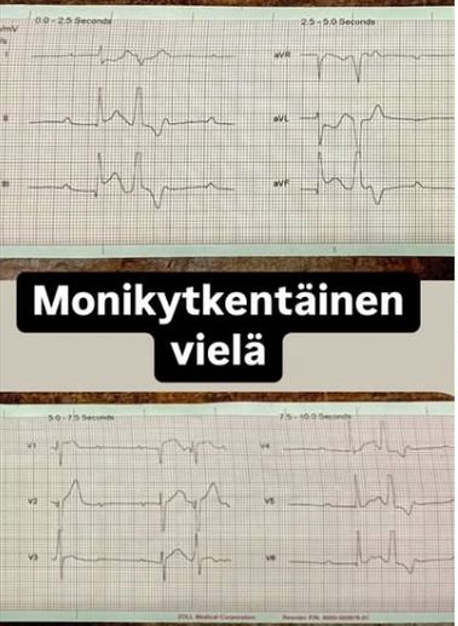 0.0 - 2.5 Seconds
2.5 - 5.0 Seconds
I
aVR
II
aVL
III
aVF
Monikytkentäinen
vielä
5.0 - 7.5 Seconds
7.5 - 10.0 Seconds
V1
V4
V2
V5
V3
V6
ZOLL Medical Corporation